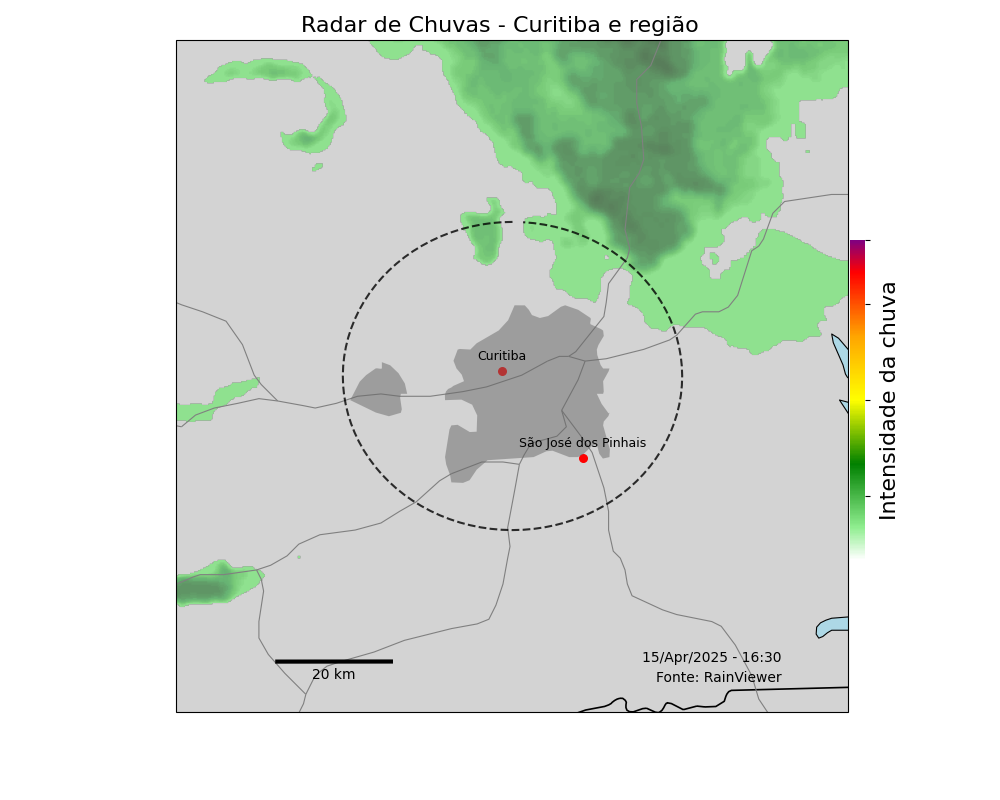 Radar de Chuvas - Curitiba e região
Curitiba
São José dos Pinhais
Intensidade da chuva
15/Apr/2025 - 16:30
Fonte: RainViewer
20 km